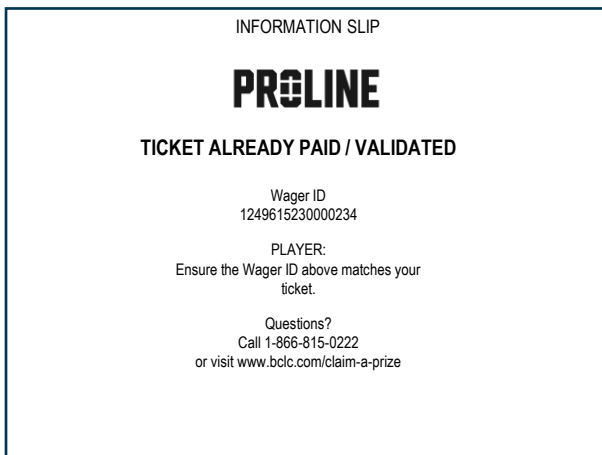 INFORMATION SLIP
PROLINE
TICKET ALREADY PAID / VALIDATED
Wager ID
1249615230000234
PLAYER:
Ensure the Wager ID above matches your
ticket.
Questions?
Call 1-866-815-0222
or visit www.bclc.com/claim-a-prize